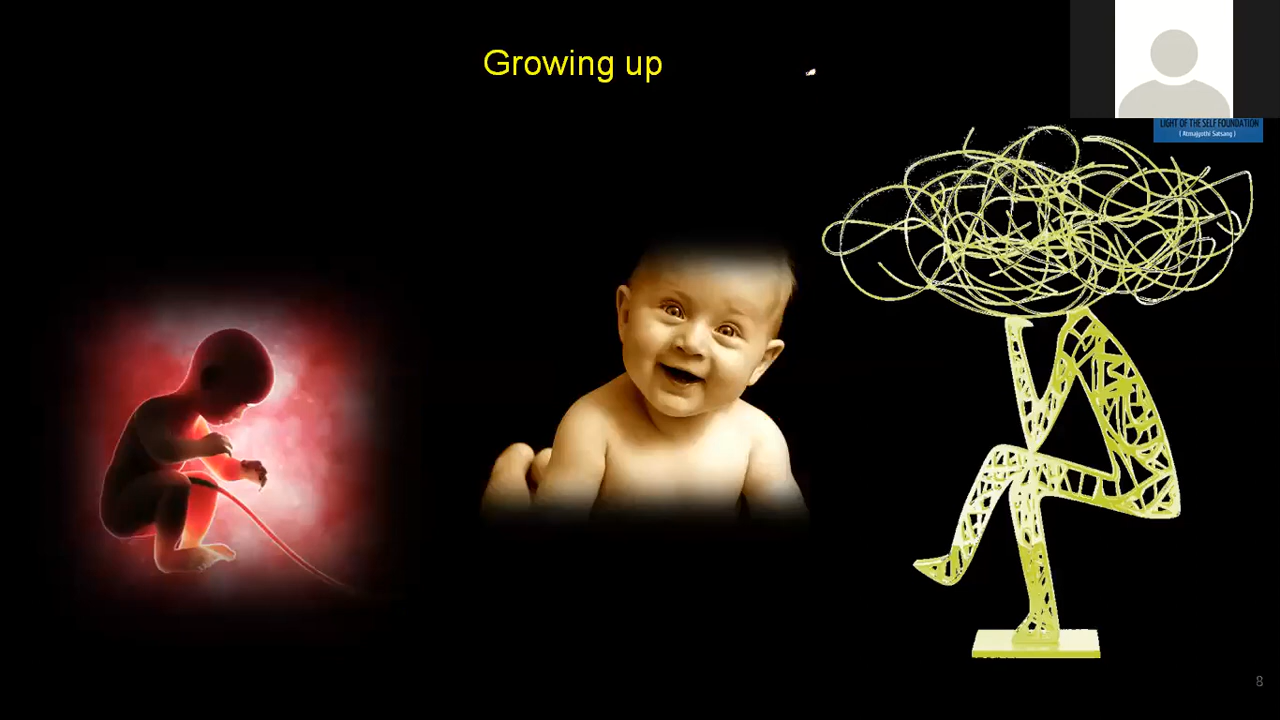 Growing up
LIGHT OF THE SELF FOUNDATION
( Atmajyothi Satsang )
8